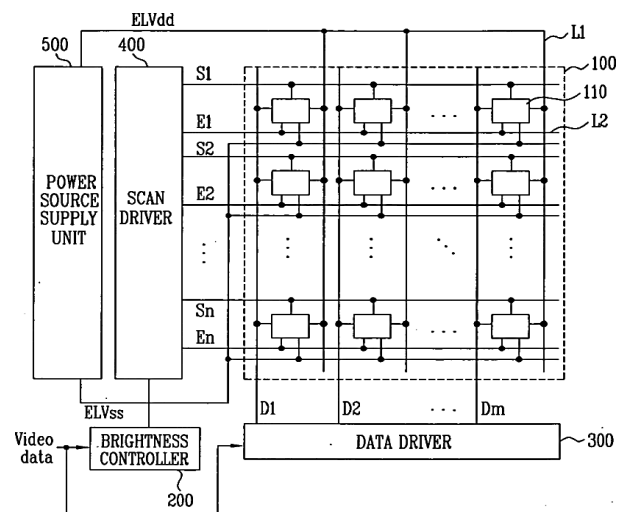 ELVdd
L1
500
400
100
S1
110
E1
L2
S2
POWER
SOURCE
SUPPLY
UNIT
SCAN
DRIVER
E2
Sn
En
ELVss
D1
D2
Dm
Video
data
BRIGHTNESS
CONTROLLER
DATA DRIVER
300
200